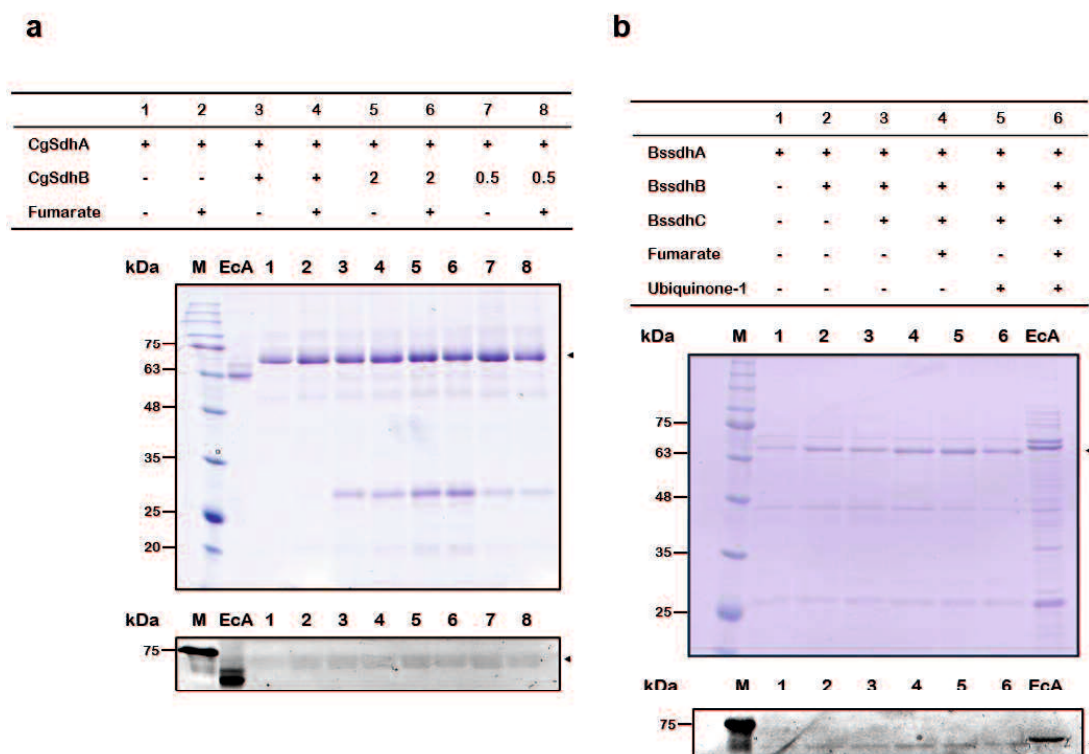 a
1 2 3 4 5 6 7 8
CgSdhA + + + + + + + +
CgSdhB - - + + 2 2 0.5 0.5
Fumarate - + - + - + - +
kDa M EcA 1 2 3 4 5 6 7 8
75
63
48
35
25
20
kDa M EcA 1 2 3 4 5 6 7 8
75
b
1 2 3 4 5 6
BssdhA + + + + + +
BssdhB - + + + + +
BssdhC - - + + + +
Fumarate - - - + - +
Ubiquinone-1 - - - - + +
kDa M 1 2 3 4 5 6 EcA
75
63
48
35
25
kDa M 1 2 3 4 5 6 EcA
75